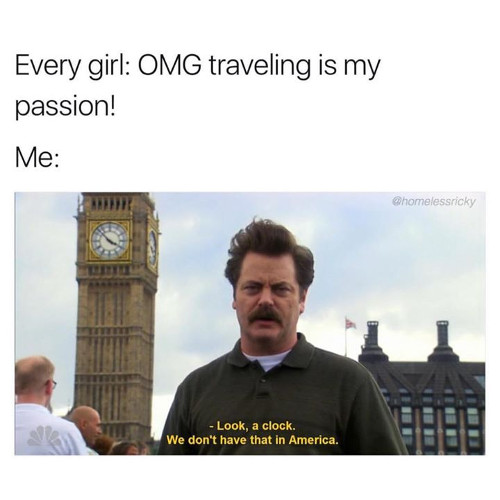 Every girl: OMG traveling is my
passion!
Me:
@homelessricky
- Look, a clock.
We don't have that in America.